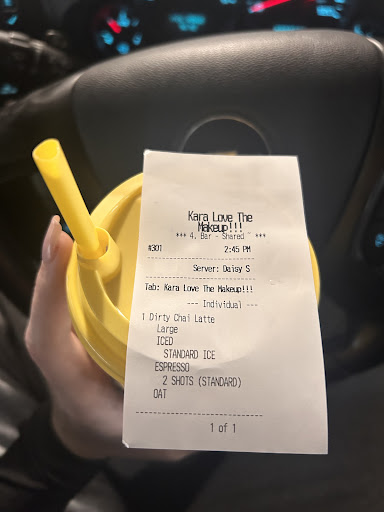 Kara Love The
Makeup!!!
*** 4. Bar - Shared ***
#301 2:45 PM
Server: Daisy S
Tab: Kara Love The Makeup!!!
--- Individual ---
1 Dirty Chai Latte
Large
ICED
STANDARD ICE
ESPRESSO
2 SHOTS (STANDARD)
OAT
1 of 1